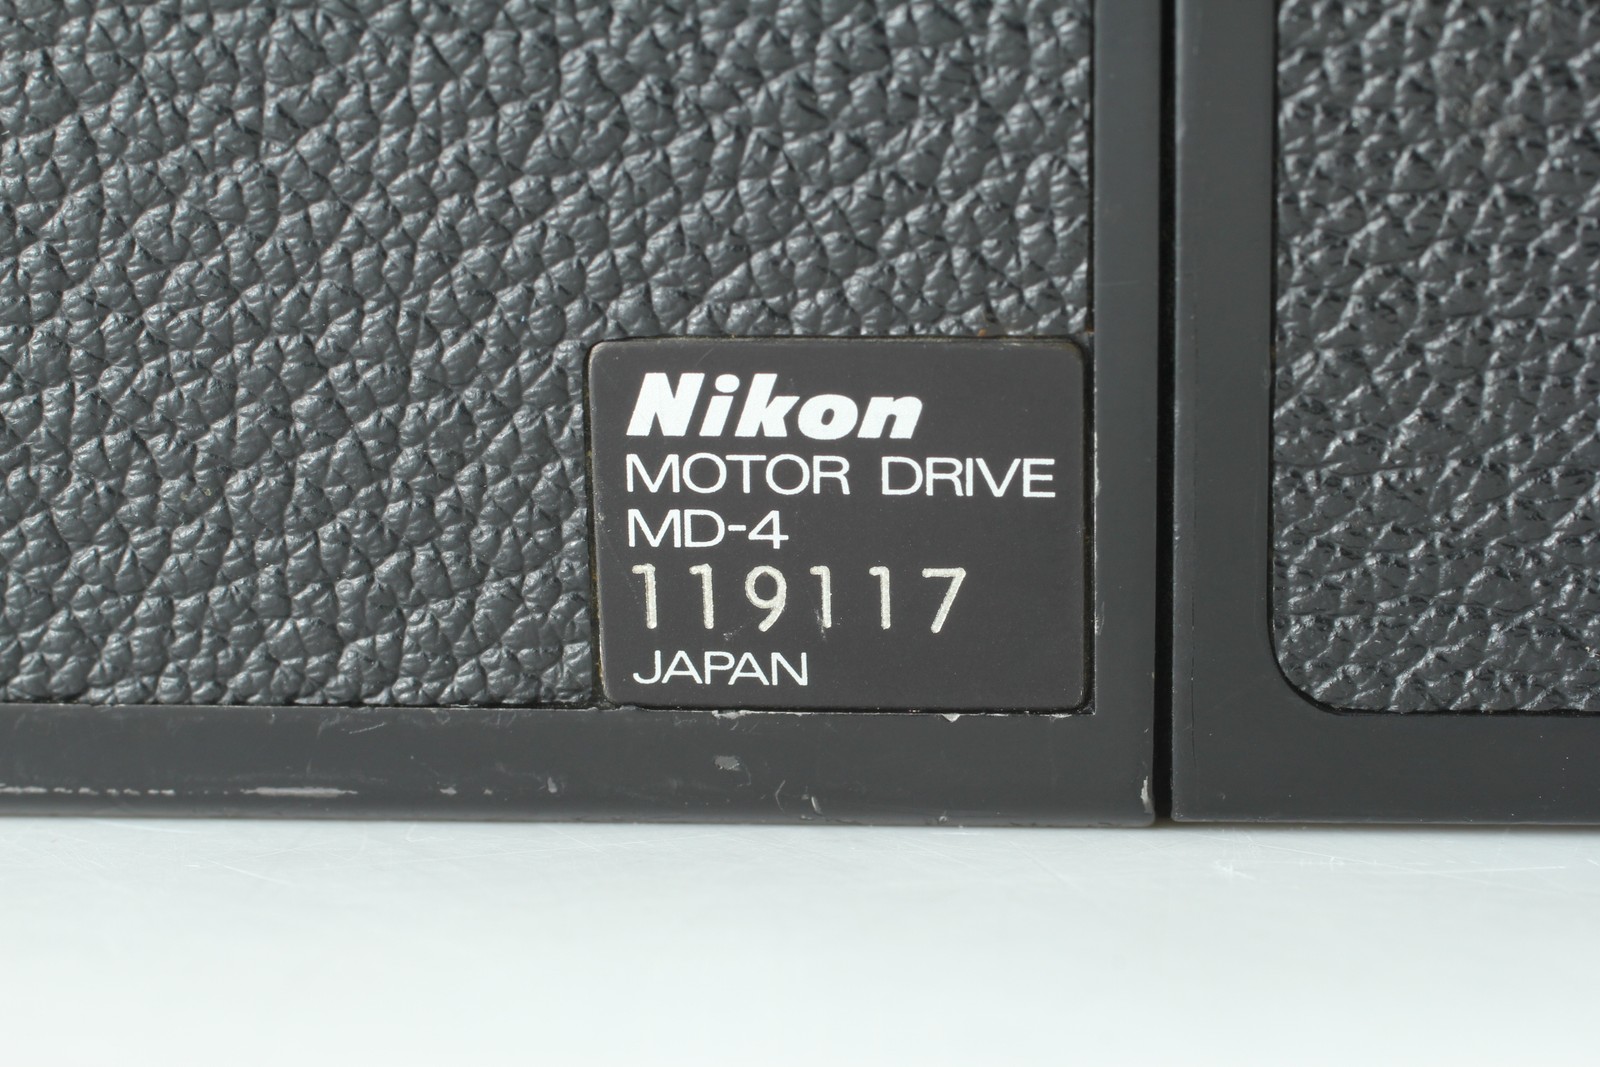 Nikon
MOTOR DRIVE
MD-4
119117
JAPAN